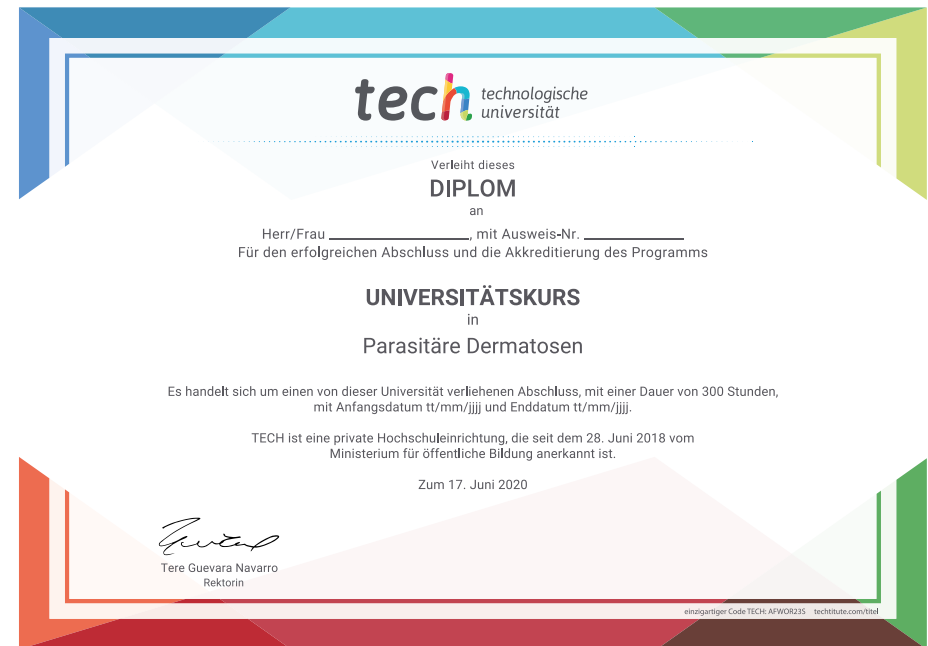 tech technologische
universität
Verleiht dieses
DIPLOM
an
Herr/Frau ____________________, mit Ausweis-Nr. ______________
Für den erfolgreichen Abschluss und die Akkreditierung des Programms
UNIVERSITÄTSKURS
in
Parasitäre Dermatosen
Es handelt sich um einen von dieser Universität verliehenen Abschluss, mit einer Dauer von 300 Stunden,
mit Anfangsdatum tt/mm/jjjj und Enddatum tt/mm/jjjj.
TECH ist eine private Hochschuleinrichtung, die seit dem 28. Juni 2018 vom
Ministerium für öffentliche Bildung anerkannt ist.
Zum 17. Juni 2020
Tere Guevara Navarro
Rektorin
einzigartiger Code TECH: AFWOR23S techtitute.com/titel